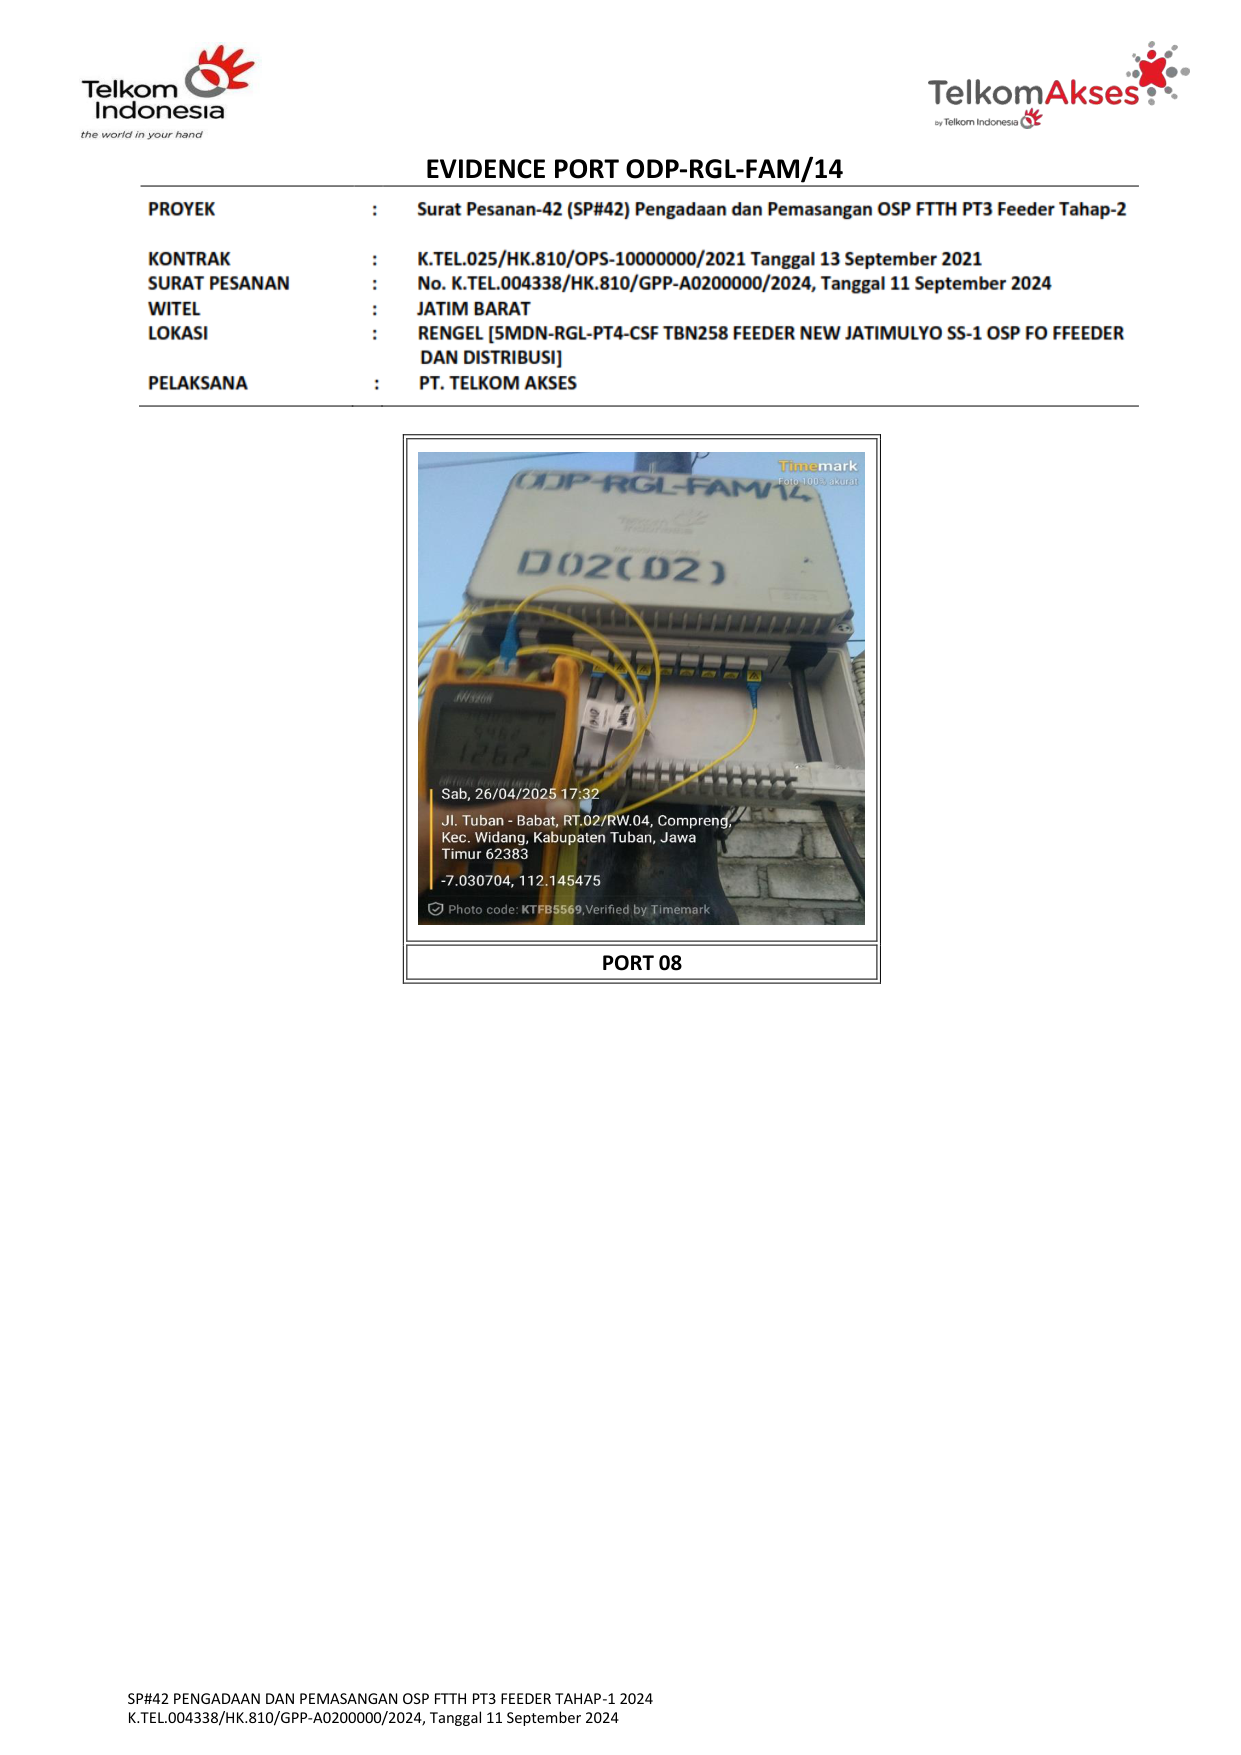 Telkom
Indonesia
the world in your hand
TelkomAkses
by Telkom Indonesia
EVIDENCE PORT ODP-RGL-FAM/14
PROYEK : Surat Pesanan-42 (SP#42) Pengadaan dan Pemasangan OSP FTTH PT3 Feeder Tahap-2
KONTRAK : K.TEL.025/HK.810/OPS-10000000/2021 Tanggal 13 September 2021
SURAT PESANAN : No. K.TEL.004338/HK.810/GPP-A0200000/2024, Tanggal 11 September 2024
WITEL : JATIM BARAT
LOKASI : RENGEL [5MDN-RGL-PT4-CSF TBN258 FEEDER NEW JATIMULYO SS-1 OSP FO FFEEDER
DAN DISTRIBUSI]
PELAKSANA : PT. TELKOM AKSES
Timemark
Foto 100% akurat
ODP-RGL-FAM/14
Telkom
Indonesia
D02(D02)
JW3208
1262
OPTICAL POWER METER
Sab, 26/04/2025 17:32
Jl. Tuban - Babat, RT.02/RW.04, Compreng,
Kec. Widang, Kabupaten Tuban, Jawa
Timur 62383
-7.030704, 112.145475
Photo code: KTFB5569,Verified by Timemark
PORT 08
SP#42 PENGADAAN DAN PEMASANGAN OSP FTTH PT3 FEEDER TAHAP-1 2024
K.TEL.004338/HK.810/GPP-A0200000/2024, Tanggal 11 September 2024